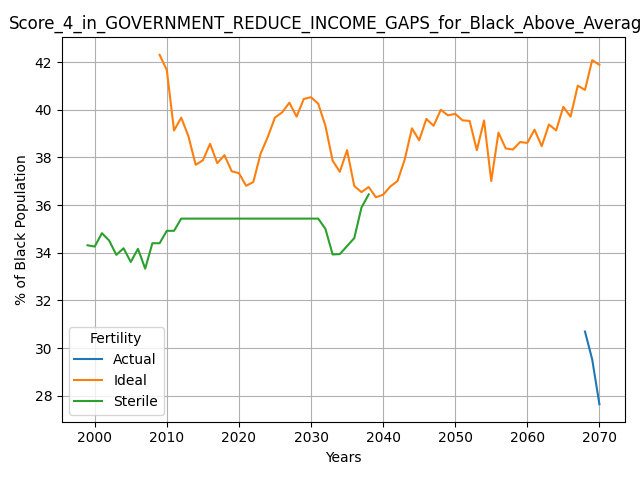 Score_4_in_GOVERNMENT_REDUCE_INCOME_GAPS_for_Black_Above_Averag
% of Black Population
42
40
38
36
34
32
30
28
Fertility
Actual
Ideal
Sterile
2000 2010 2020 2030 2040 2050 2060 2070
Years